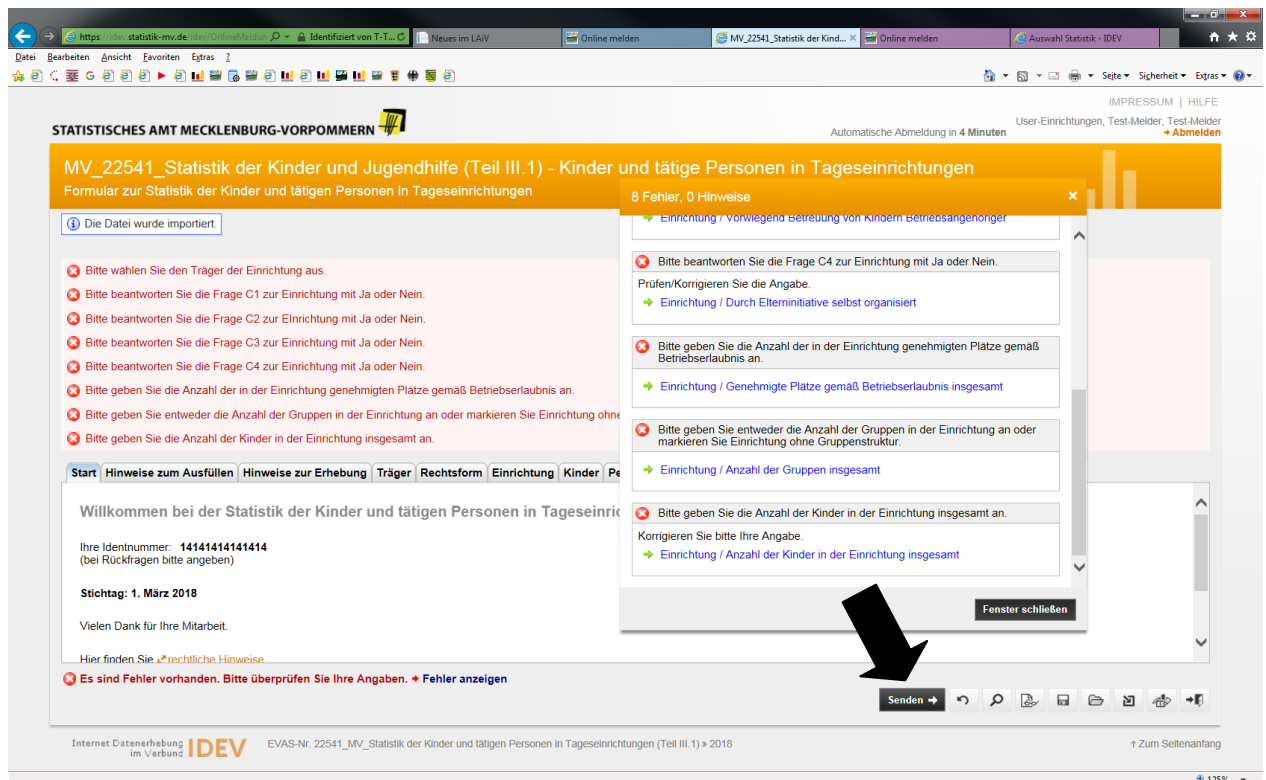 https://idev.statistik-mv.de/idev/OnlineMeldun
Identifiziert von T-T...
Neues im LAiV
Online melden
MV_22541_Statistik der Kind...
Online melden
Auswahl Statistik - IDEV
Datei Bearbeiten Ansicht Favoriten Extras ?
Seite Sicherheit Extras
IMPRESSUM | HILFE
STATISTISCHES AMT MECKLENBURG-VORPOMMERN
Automatische Abmeldung in 4 Minuten
User-Einrichtungen, Test-Melder, Test-Melder
Abmelden
MV_22541_Statistik der Kinder und Jugendhilfe (Teil III.1) - Kinder und tätige Personen in Tageseinrichtungen
Formular zur Statistik der Kinder und tätigen Personen in Tageseinrichtungen
Die Datei wurde importiert.
Bitte wählen Sie den Träger der Einrichtung aus.
Bitte beantworten Sie die Frage C1 zur Einrichtung mit Ja oder Nein.
Bitte beantworten Sie die Frage C2 zur EInrichtung mit Ja oder Nein.
Bitte beantworten Sie die Frage C3 zur Einrichtung mit Ja oder Nein.
Bitte beantworten Sie die Frage C4 zur Einrichtung mit Ja oder Nein.
Bitte geben Sie die Anzahl der in der Einrichtung genehmigten Plätze gemäß Betriebserlaubnis an.
Bitte geben Sie entweder die Anzahl der Gruppen in der Einrichtung an oder markieren Sie Einrichtung ohne
Bitte geben Sie die Anzahl der Kinder in der Einrichtung insgesamt an.
8 Fehler, 0 Hinweise
Einrichtung / Vorwiegend Betreuung von Kindern Betriebsangehöriger
Bitte beantworten Sie die Frage C4 zur Einrichtung mit Ja oder Nein.
Prüfen/Korrigieren Sie die Angabe.
Einrichtung / Durch Elterninitiative selbst organisiert
Bitte geben Sie die Anzahl der in der Einrichtung genehmigten Plätze gemäß
Betriebserlaubnis an.
Einrichtung / Genehmigte Plätze gemäß Betriebserlaubnis insgesamt
Bitte geben Sie entweder die Anzahl der Gruppen in der Einrichtung an oder
markieren Sie Einrichtung ohne Gruppenstruktur.
Einrichtung / Anzahl der Gruppen insgesamt
Bitte geben Sie die Anzahl der Kinder in der Einrichtung insgesamt an.
Korrigieren Sie bitte Ihre Angabe.
Einrichtung / Anzahl der Kinder in der Einrichtung insgesamt
Fenster schließen
Start Hinweise zum Ausfüllen Hinweise zur Erhebung Träger Rechtsform Einrichtung Kinder Pe
Willkommen bei der Statistik der Kinder und tätigen Personen in Tageseinric
Ihre Identnummer: 14141414141414
(bei Rückfragen bitte angeben)
Stichtag: 1. März 2018
Vielen Dank für Ihre Mitarbeit.
Hier finden Sie rechtliche Hinweise
Es sind Fehler vorhanden. Bitte überprüfen Sie Ihre Angaben. Fehler anzeigen
Senden
Internet Datenerhebung
im Verbund IDEV
EVAS-Nr. 22541_MV_Statistik der Kinder und tätigen Personen in Tageseinrichtungen (Teil III.1) » 2018
Zum Seitenanfang
125%